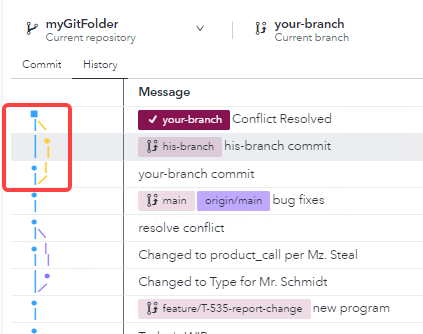 myGitFolder
Current repository
your-branch
Current branch
Commit History
Message
your-branch Conflict Resolved
his-branch his-branch commit
your-branch commit
main origin/main bug fixes
resolve conflict
Changed to product_call per Mz. Steal
Changed to Type for Mr. Schmidt
feature/T-535-report-change new program